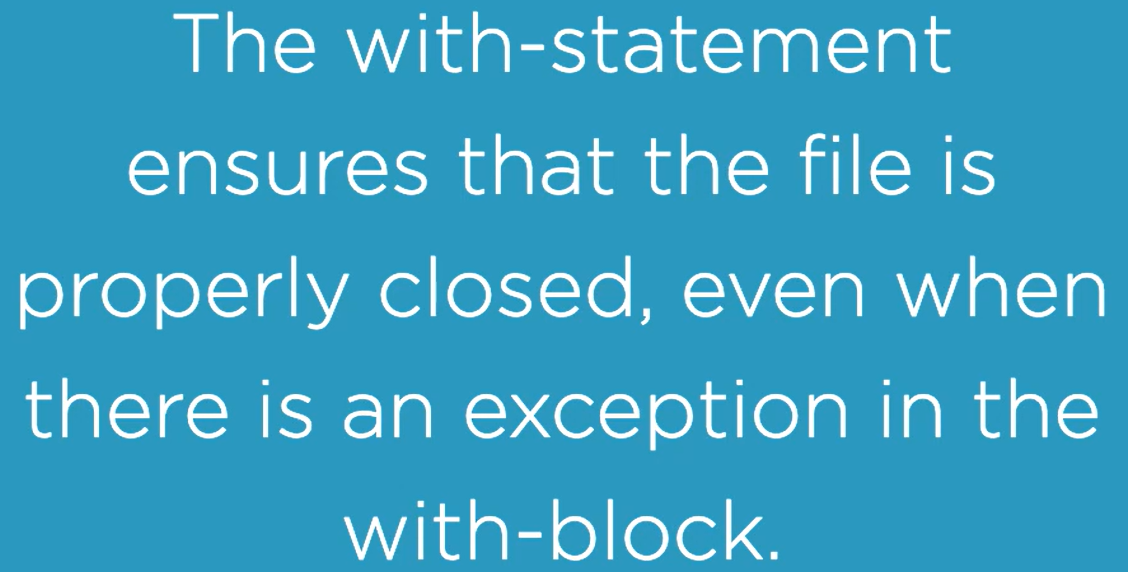 The with-statement
ensures that the file is
properly closed, even when
there is an exception in the
with-block.